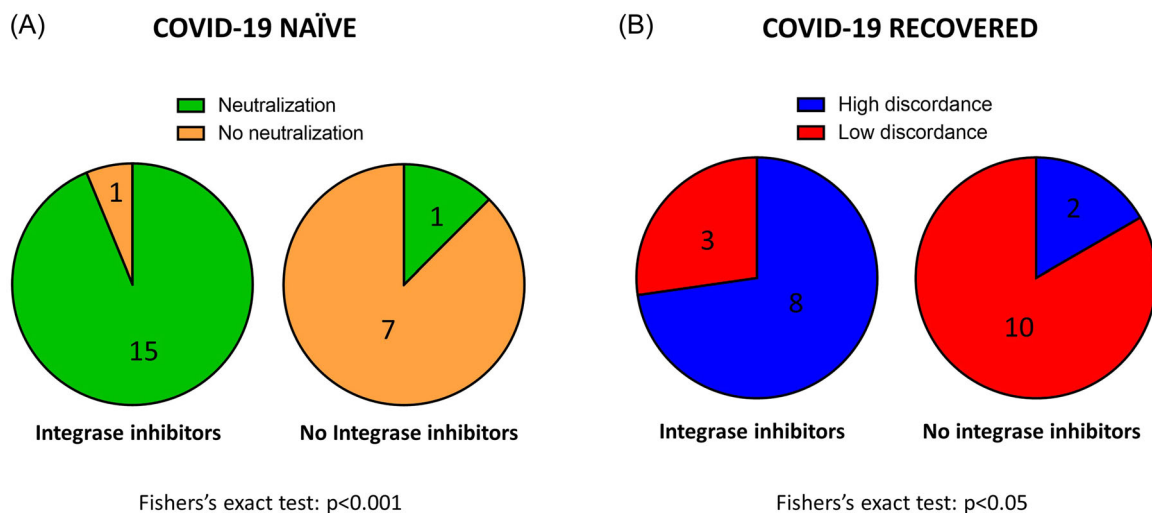 (A)
COVID-19 NAÏVE
Neutralization
No neutralization
1
15
Integrase inhibitors
1
7
No Integrase inhibitors
Fishers's exact test: p<0.001
(B)
COVID-19 RECOVERED
High discordance
Low discordance
3
8
Integrase inhibitors
2
10
No integrase inhibitors
Fishers's exact test: p<0.05